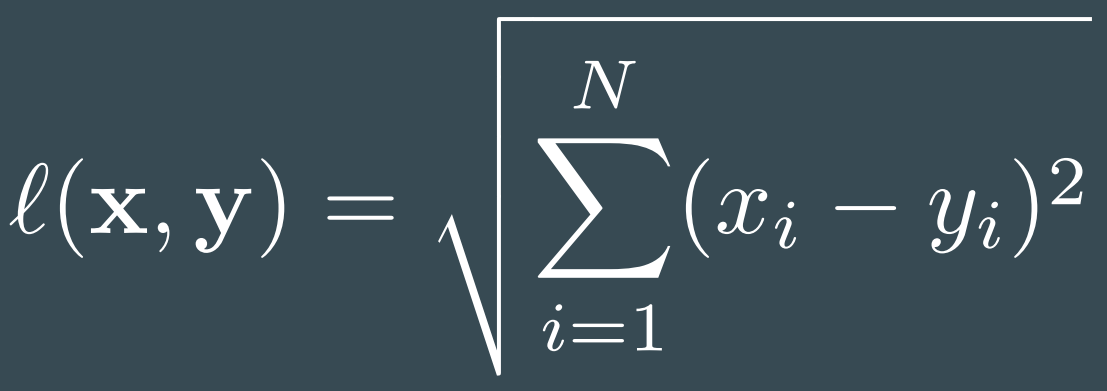 ℓ(𝐱, 𝐲) = √(∑_{i=1}^{N} (x_i − y_i)²)